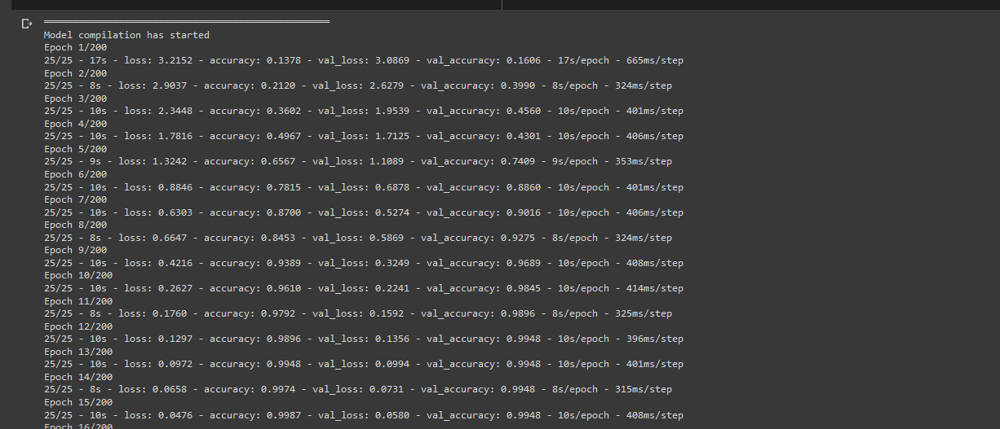 Model compilation has started
Epoch 1/200
25/25 - 17s - loss: 3.2152 - accuracy: 0.1378 - val_loss: 3.0869 - val_accuracy: 0.1606 - 17s/epoch - 665ms/step
Epoch 2/200
25/25 - 8s - loss: 2.9037 - accuracy: 0.2120 - val_loss: 2.6279 - val_accuracy: 0.3990 - 8s/epoch - 324ms/step
Epoch 3/200
25/25 - 10s - loss: 2.3448 - accuracy: 0.3602 - val_loss: 1.9539 - val_accuracy: 0.4560 - 10s/epoch - 401ms/step
Epoch 4/200
25/25 - 10s - loss: 1.7816 - accuracy: 0.4967 - val_loss: 1.7125 - val_accuracy: 0.4301 - 10s/epoch - 406ms/step
Epoch 5/200
25/25 - 9s - loss: 1.3242 - accuracy: 0.6567 - val_loss: 1.1089 - val_accuracy: 0.7409 - 9s/epoch - 353ms/step
Epoch 6/200
25/25 - 10s - loss: 0.8846 - accuracy: 0.7815 - val_loss: 0.6878 - val_accuracy: 0.8860 - 10s/epoch - 401ms/step
Epoch 7/200
25/25 - 10s - loss: 0.6303 - accuracy: 0.8700 - val_loss: 0.5274 - val_accuracy: 0.9016 - 10s/epoch - 406ms/step
Epoch 8/200
25/25 - 8s - loss: 0.6647 - accuracy: 0.8453 - val_loss: 0.5869 - val_accuracy: 0.9275 - 8s/epoch - 324ms/step
Epoch 9/200
25/25 - 10s - loss: 0.4216 - accuracy: 0.9389 - val_loss: 0.3249 - val_accuracy: 0.9689 - 10s/epoch - 408ms/step
Epoch 10/200
25/25 - 10s - loss: 0.2627 - accuracy: 0.9610 - val_loss: 0.2241 - val_accuracy: 0.9845 - 10s/epoch - 414ms/step
Epoch 11/200
25/25 - 8s - loss: 0.1760 - accuracy: 0.9792 - val_loss: 0.1592 - val_accuracy: 0.9896 - 8s/epoch - 325ms/step
Epoch 12/200
25/25 - 10s - loss: 0.1297 - accuracy: 0.9896 - val_loss: 0.1356 - val_accuracy: 0.9948 - 10s/epoch - 396ms/step
Epoch 13/200
25/25 - 10s - loss: 0.0972 - accuracy: 0.9948 - val_loss: 0.0994 - val_accuracy: 0.9948 - 10s/epoch - 401ms/step
Epoch 14/200
25/25 - 8s - loss: 0.0658 - accuracy: 0.9974 - val_loss: 0.0731 - val_accuracy: 0.9948 - 8s/epoch - 315ms/step
Epoch 15/200
25/25 - 10s - loss: 0.0476 - accuracy: 0.9987 - val_loss: 0.0580 - val_accuracy: 0.9948 - 10s/epoch - 408ms/step
Epoch 16/200